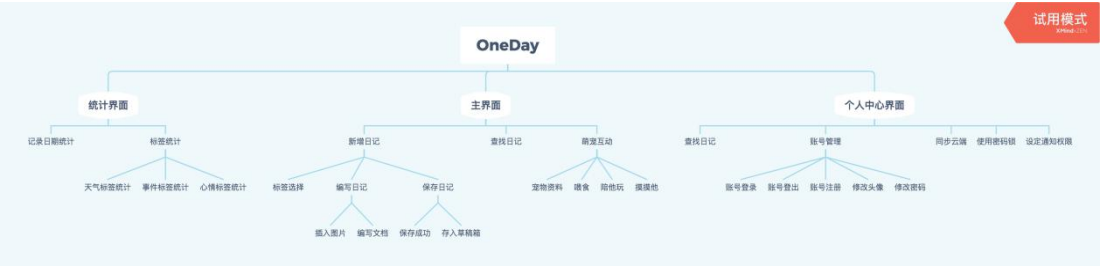 试用模式
XMind:ZEN
OneDay
统计界面 主界面 个人中心界面
记录日期统计 标签统计 新增日记 查找日记 萌宠互动 查找日记 账号管理 同步云端 使用密码锁 设定通知权限
天气标签统计 事件标签统计 心情标签统计 标签选择 编写日记 保存日记 宠物资料 喂食 陪他玩 摸摸他 账号登录 账号登出 账号注册 修改头像 修改密码
插入图片 编写文档 保存成功 存入草稿箱